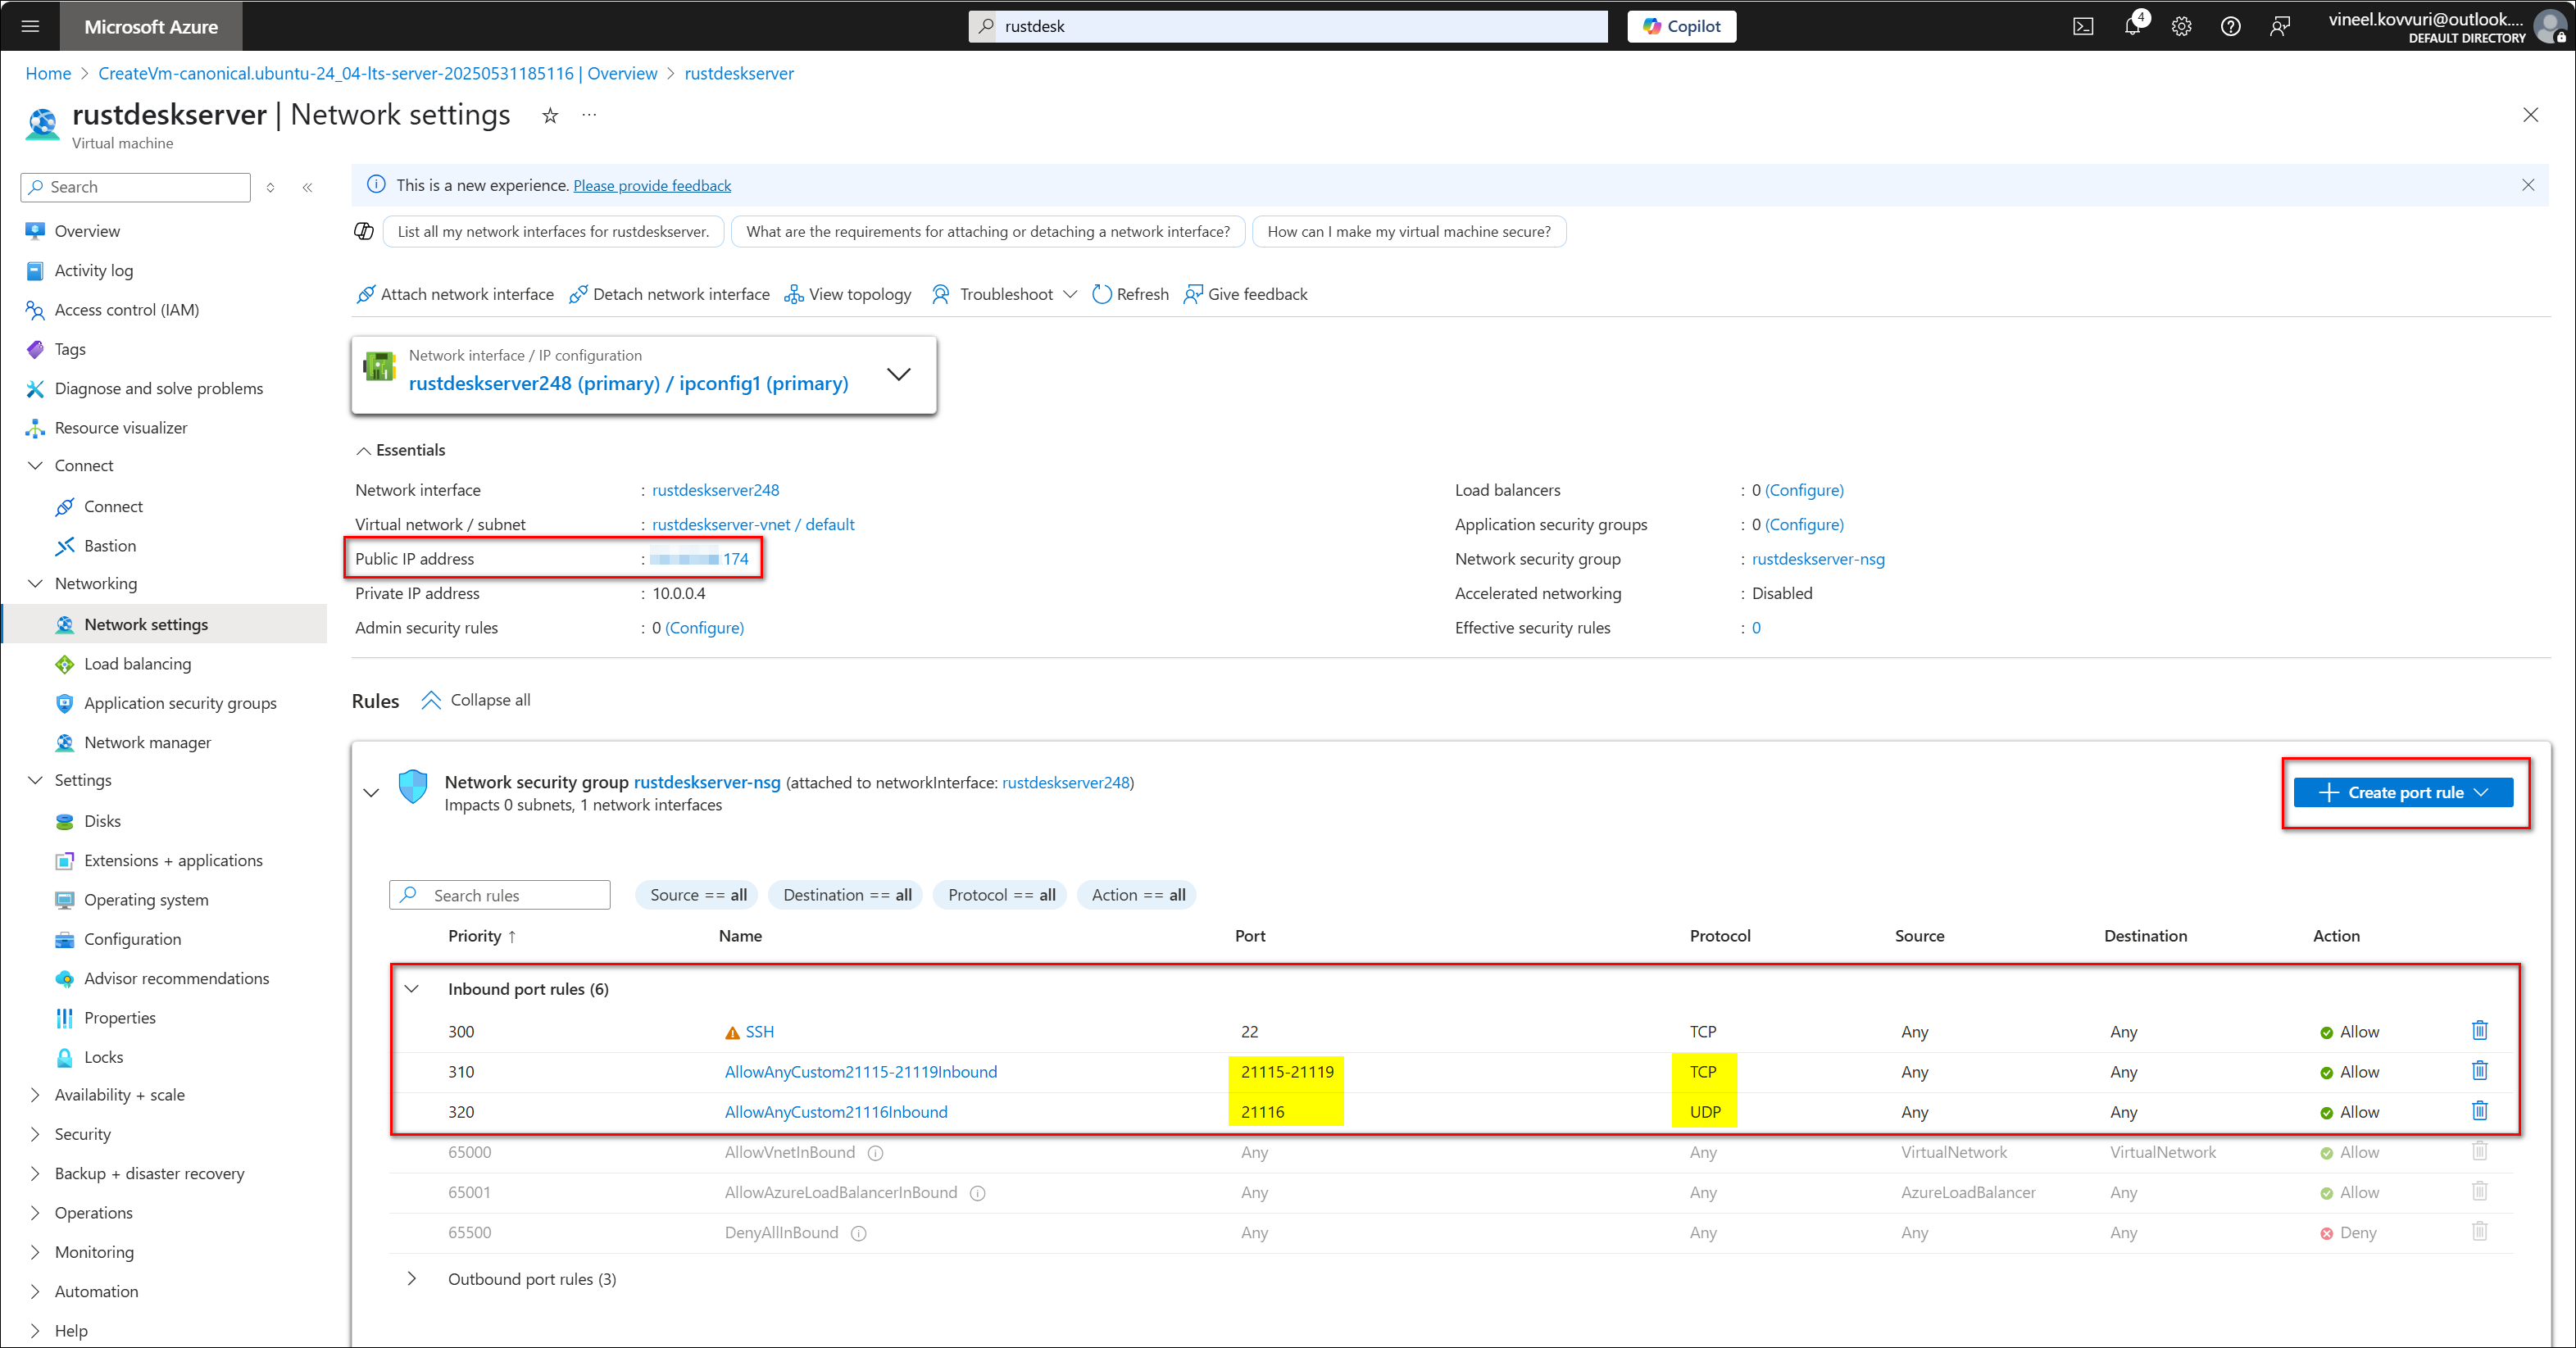 Microsoft Azure
rustdesk
Copilot
4
vineel.kovvuri@outlook....
DEFAULT DIRECTORY
Home > CreateVm-canonical.ubuntu-24_04-lts-server-20250531185116 | Overview > rustdeskserver
rustdeskserver | Network settings
Virtual machine
Search
This is a new experience. Please provide feedback
List all my network interfaces for rustdeskserver.
What are the requirements for attaching or detaching a network interface?
How can I make my virtual machine secure?
Attach network interface
Detach network interface
View topology
Troubleshoot
Refresh
Give feedback
Overview
Activity log
Access control (IAM)
Tags
Diagnose and solve problems
Resource visualizer
Connect
Connect
Bastion
Networking
Network settings
Load balancing
Application security groups
Network manager
Settings
Disks
Extensions + applications
Operating system
Configuration
Advisor recommendations
Properties
Locks
Availability + scale
Security
Backup + disaster recovery
Operations
Monitoring
Automation
Help
Network interface / IP configuration
rustdeskserver248 (primary) / ipconfig1 (primary)
Essentials
Network interface : rustdeskserver248
Virtual network / subnet : rustdeskserver-vnet / default
Public IP address : 174
Private IP address : 10.0.0.4
Admin security rules : 0 (Configure)
Load balancers : 0 (Configure)
Application security groups : 0 (Configure)
Network security group : rustdeskserver-nsg
Accelerated networking : Disabled
Effective security rules : 0
Rules
Collapse all
Network security group rustdeskserver-nsg (attached to networkInterface: rustdeskserver248)
Impacts 0 subnets, 1 network interfaces
Create port rule
Search rules
Source == all
Destination == all
Protocol == all
Action == all
Priority ↑ Name Port Protocol Source Destination Action
Inbound port rules (6)
300 SSH 22 TCP Any Any Allow
310 AllowAnyCustom21115-21119Inbound 21115-21119 TCP Any Any Allow
320 AllowAnyCustom21116Inbound 21116 UDP Any Any Allow
65000 AllowVnetInBound Any Any VirtualNetwork VirtualNetwork Allow
65001 AllowAzureLoadBalancerInBound Any Any AzureLoadBalancer Any Allow
65500 DenyAllInBound Any Any Any Any Deny
Outbound port rules (3)